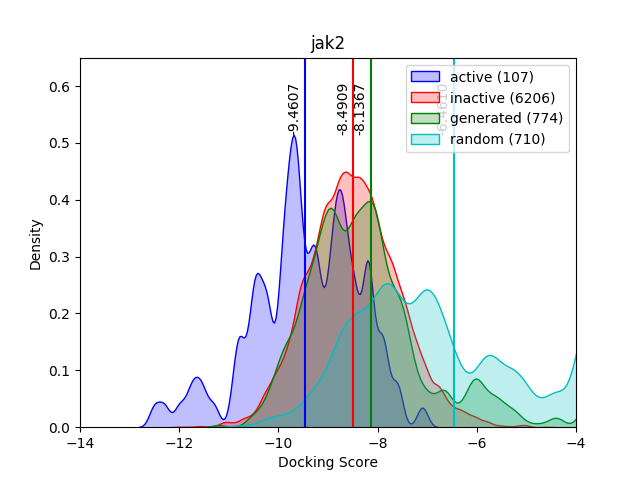 jak2
0.6
0.5
0.4
0.3
0.2
0.1
0.0
Density
-9.4607
-8.4909
-8.1367
active (107)
inactive (6206)
generated (774)
random (710)
−14
−12
−10
−8
−6
−4
Docking Score